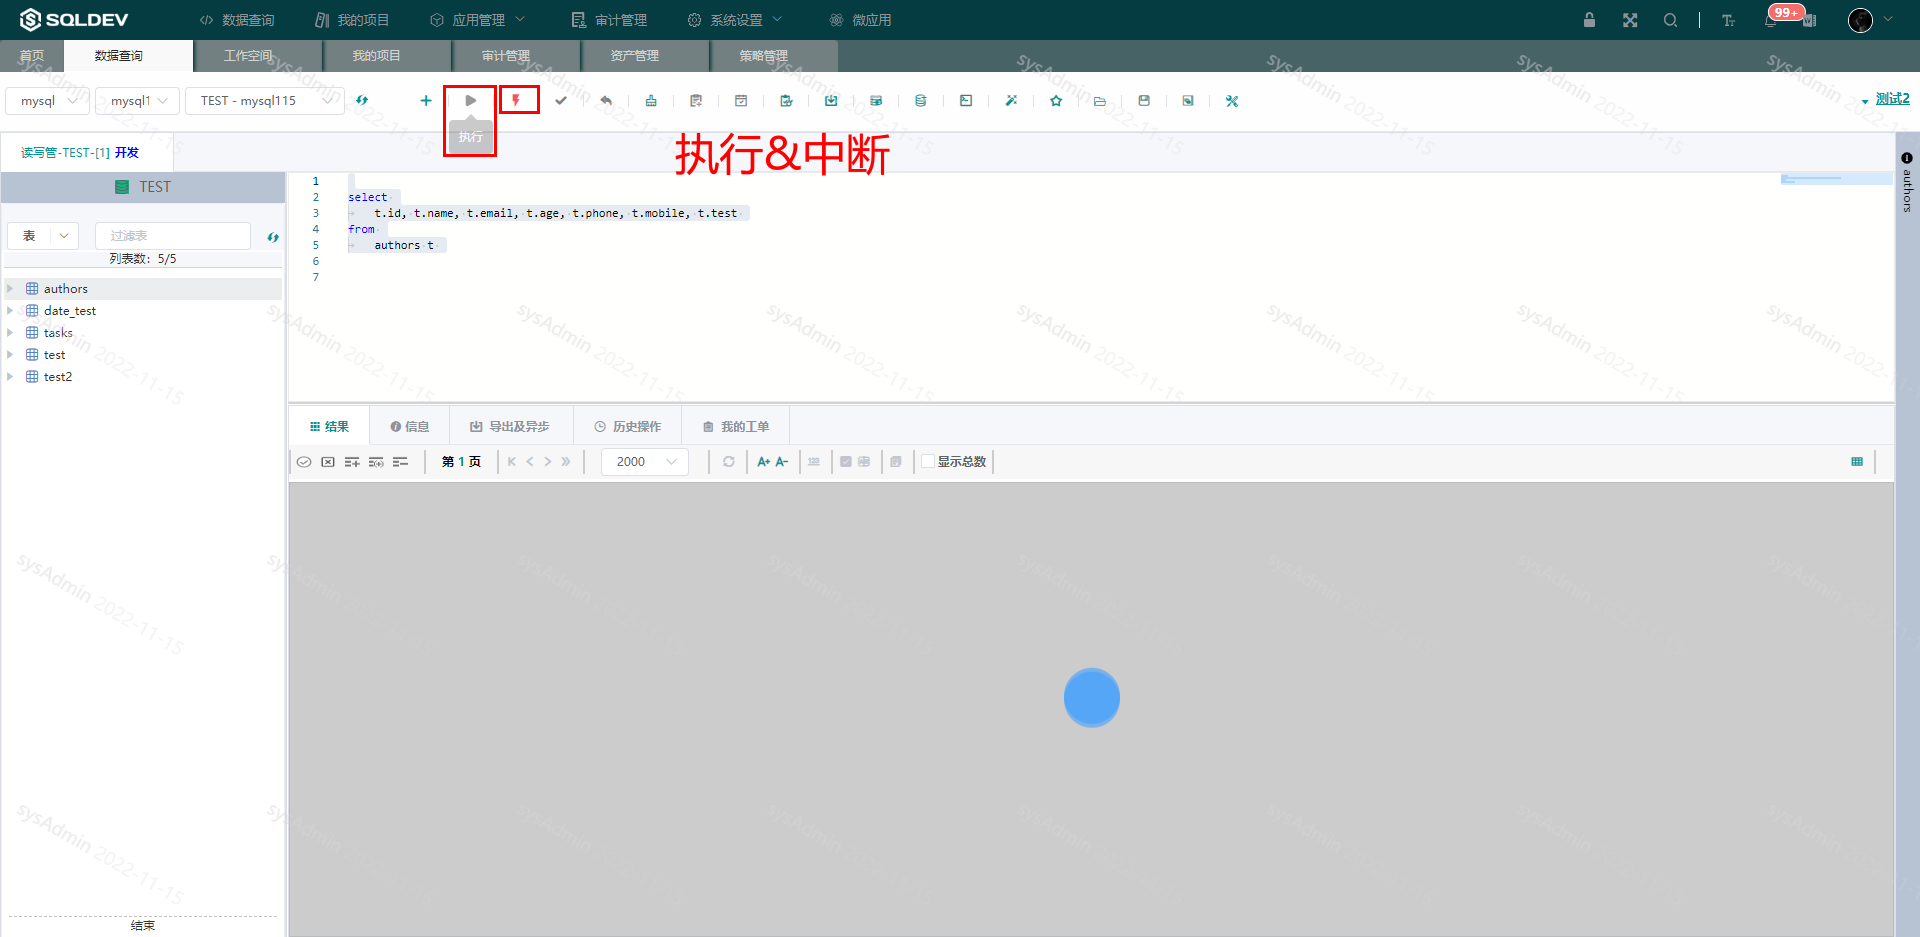 SQLDEV 数据查询 我的项目 应用管理 审计管理 系统设置 微应用 99+
首页 数据查询 工作空间 我的项目 审计管理 资产管理 策略管理
mysql mysql1 TEST - mysql115 测试2
执行
执行&中断
读写管-TEST-[1] 开发
TEST
表 过滤表
列表数：5/5
authors
date_test
tasks
test
test2
结束
1
2 select
3 t.id, t.name, t.email, t.age, t.phone, t.mobile, t.test
4 from
5 authors t
6
7
authors
结果 信息 导出及异步 历史操作 我的工单
第 1 页 2000 A+ A- 显示总数
sysAdmin 2022-11-15